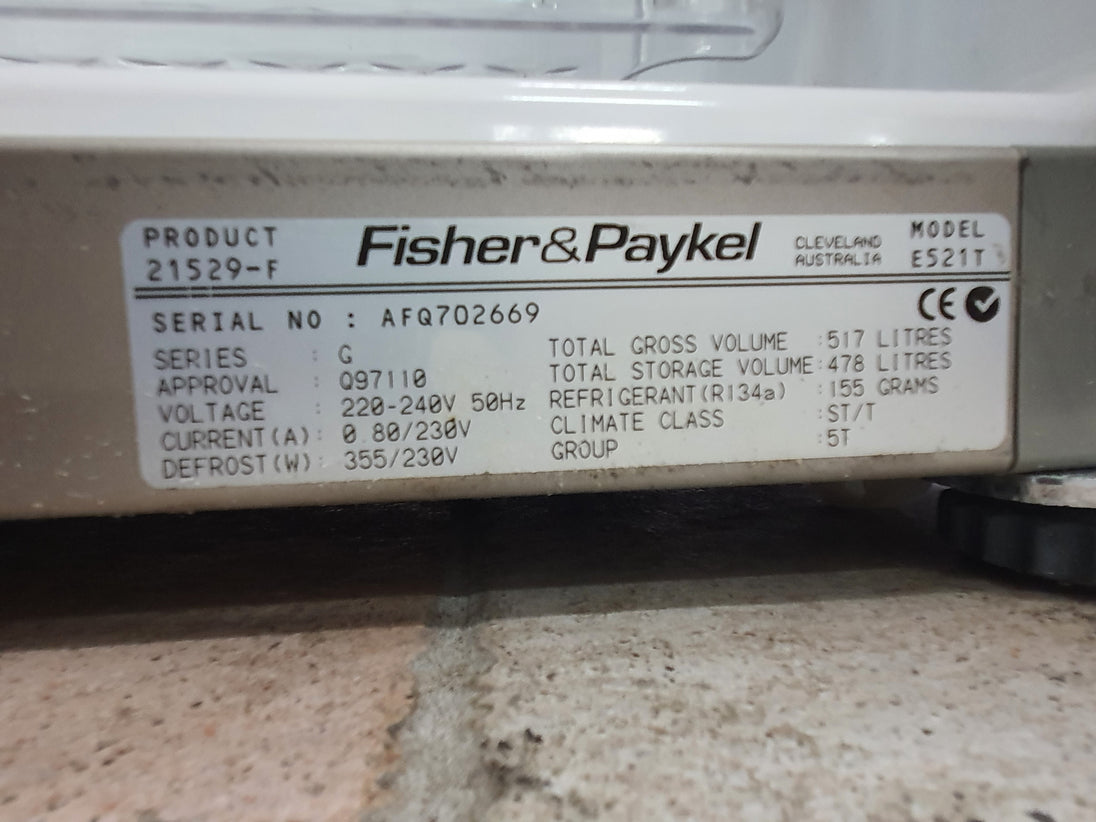 PRODUCT
21529-F
Fisher&Paykel
CLEVELAND
AUSTRALIA
MODEL
E521T
CE
SERIAL NO : AFQ702669
SERIES : G
APPROVAL : Q97110
VOLTAGE : 220-240V 50Hz
CURRENT(A): 0.80/230V
DEFROST(W): 355/230V
TOTAL GROSS VOLUME :517 LITRES
TOTAL STORAGE VOLUME:478 LITRES
REFRIGERANT(R134a) :155 GRAMS
CLIMATE CLASS :ST/T
GROUP :5T